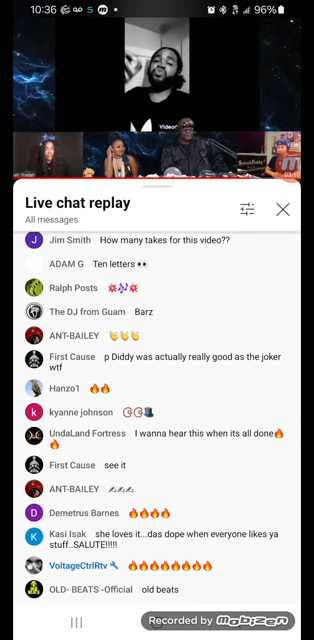 10:36
96%
Video
03:10
Live chat replay
All messages
J Jim Smith How many takes for this video??
ADAM G Ten letters 👀
Ralph Posts 💥🎶💥
The DJ from Guam Barz
ANT-BAILEY 👏👏👏
First Cause p Diddy was actually really good as the joker
wtf
Hanzo1 🔥🔥
k kyanne johnson
UndaLand Fortress I wanna hear this when its all done🔥
🔥
First Cause see it
ANT-BAILEY ✍✍✍
D Demetrus Barnes 🔥🔥🔥🔥
K Kasi Isak she loves it...das dope when everyone likes ya
stuff..SALUTE!!!!!
VoltageCtrlRtv 🔧 🔥🔥🔥🔥🔥🔥🔥🔥
OLD- BEATS -Official old beats
Recorded by mobizen